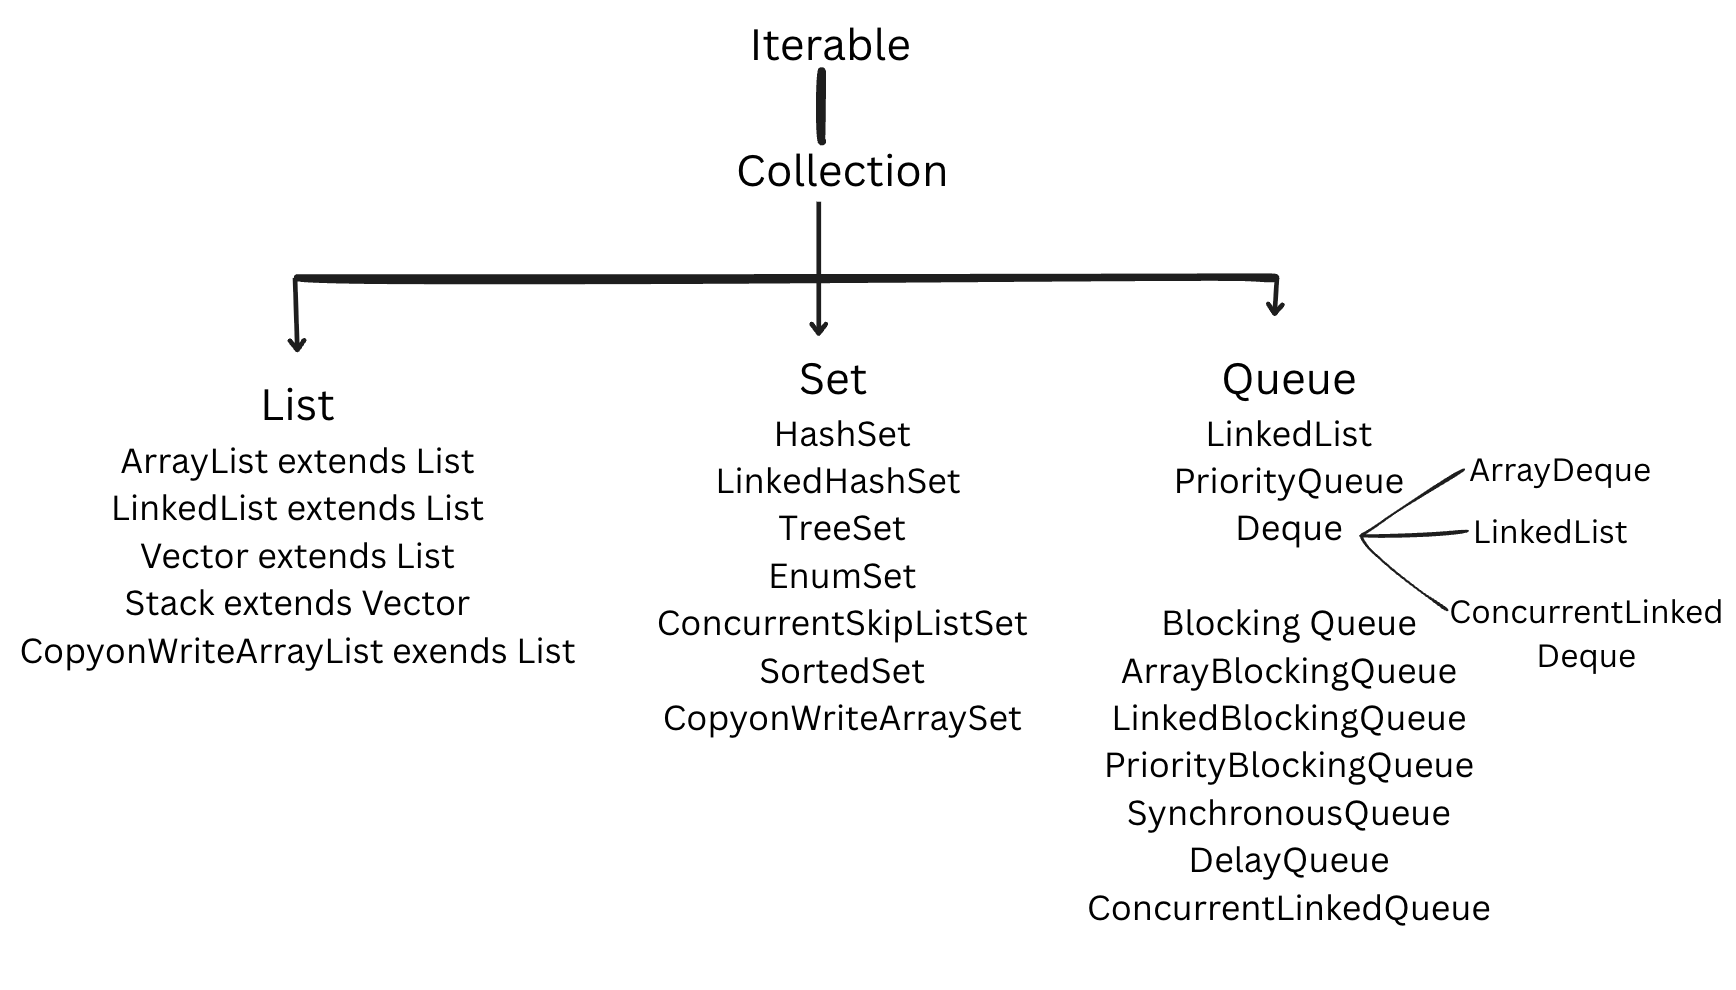 Iterable
Collection
List
ArrayList extends List
LinkedList extends List
Vector extends List
Stack extends Vector
CopyonWriteArrayList exends List
Set
HashSet
LinkedHashSet
TreeSet
EnumSet
ConcurrentSkipListSet
SortedSet
CopyonWriteArraySet
Queue
LinkedList
PriorityQueue
Deque
ArrayDeque
LinkedList
ConcurrentLinked
Deque
Blocking Queue
ArrayBlockingQueue
LinkedBlockingQueue
PriorityBlockingQueue
SynchronousQueue
DelayQueue
ConcurrentLinkedQueue